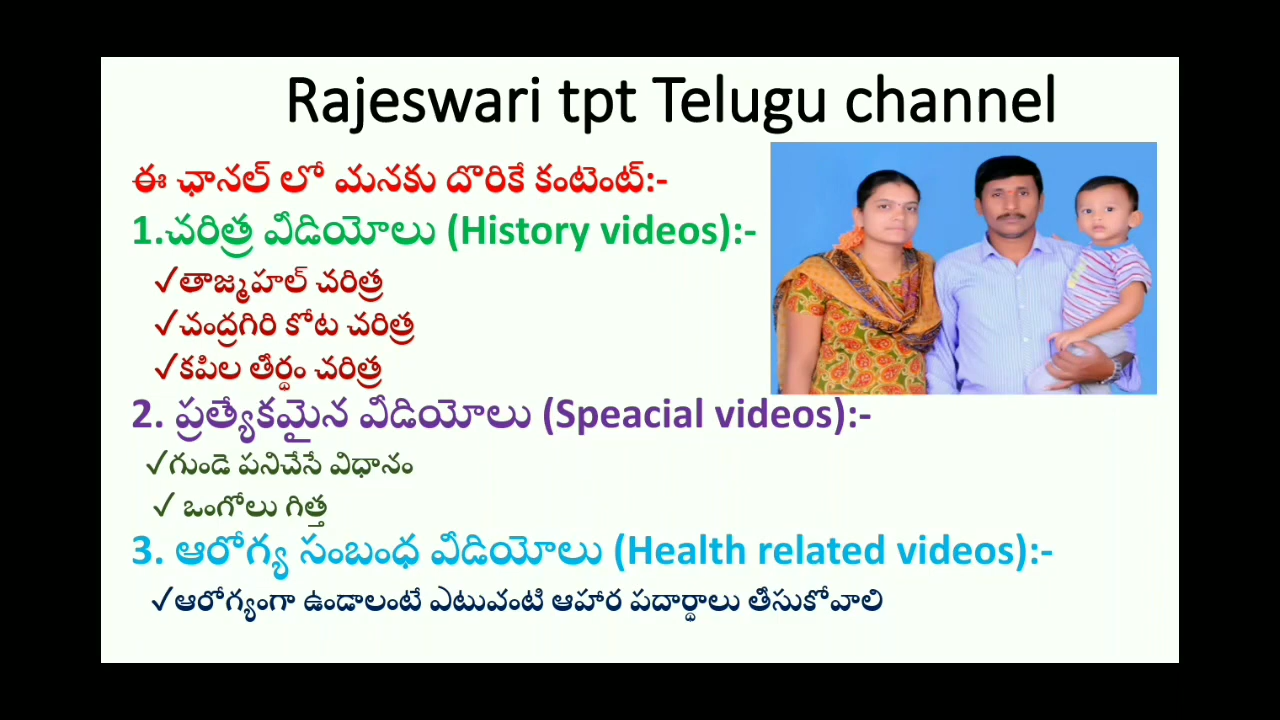 Rajeswari tpt Telugu channel
ఈ ఛానల్ లో మనకు దొరికే కంటెంట్:-
1.చరిత్ర వీడియోలు (History videos):-
✓తాజ్మహల్ చరిత్ర
✓చంద్రగిరి కోట చరిత్ర
✓కపిల తీర్థం చరిత్ర
2. ప్రత్యేకమైన వీడియోలు (Speacial videos):-
✓గుండె పనిచేసే విధానం
✓ ఒంగోలు గిత్త
3. ఆరోగ్య సంబంధ వీడియోలు (Health related videos):-
✓ఆరోగ్యంగా ఉండాలంటే ఎటువంటి ఆహార పదార్థాలు తీసుకోవాలి